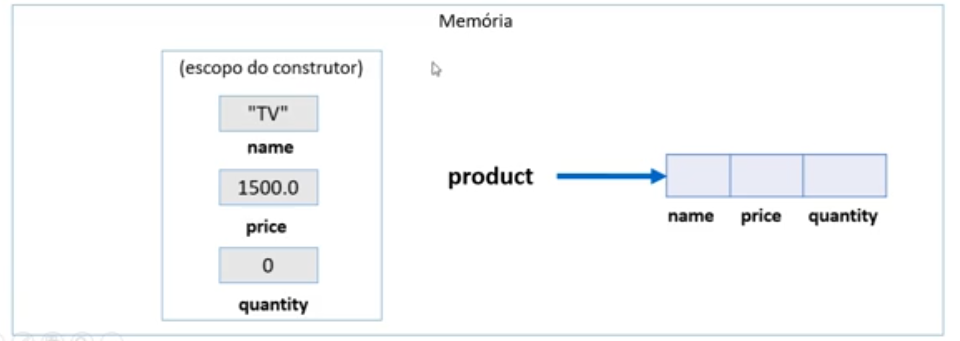 Memória
(escopo do construtor)
"TV"
name
1500.0
price
0
quantity
product
name price quantity